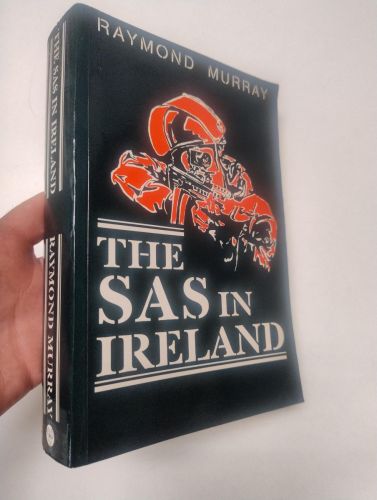 RAYMOND MURRAY
THE
SAS IN
IRELAND
THE SAS IN IRELAND
RAYMOND MURRAY